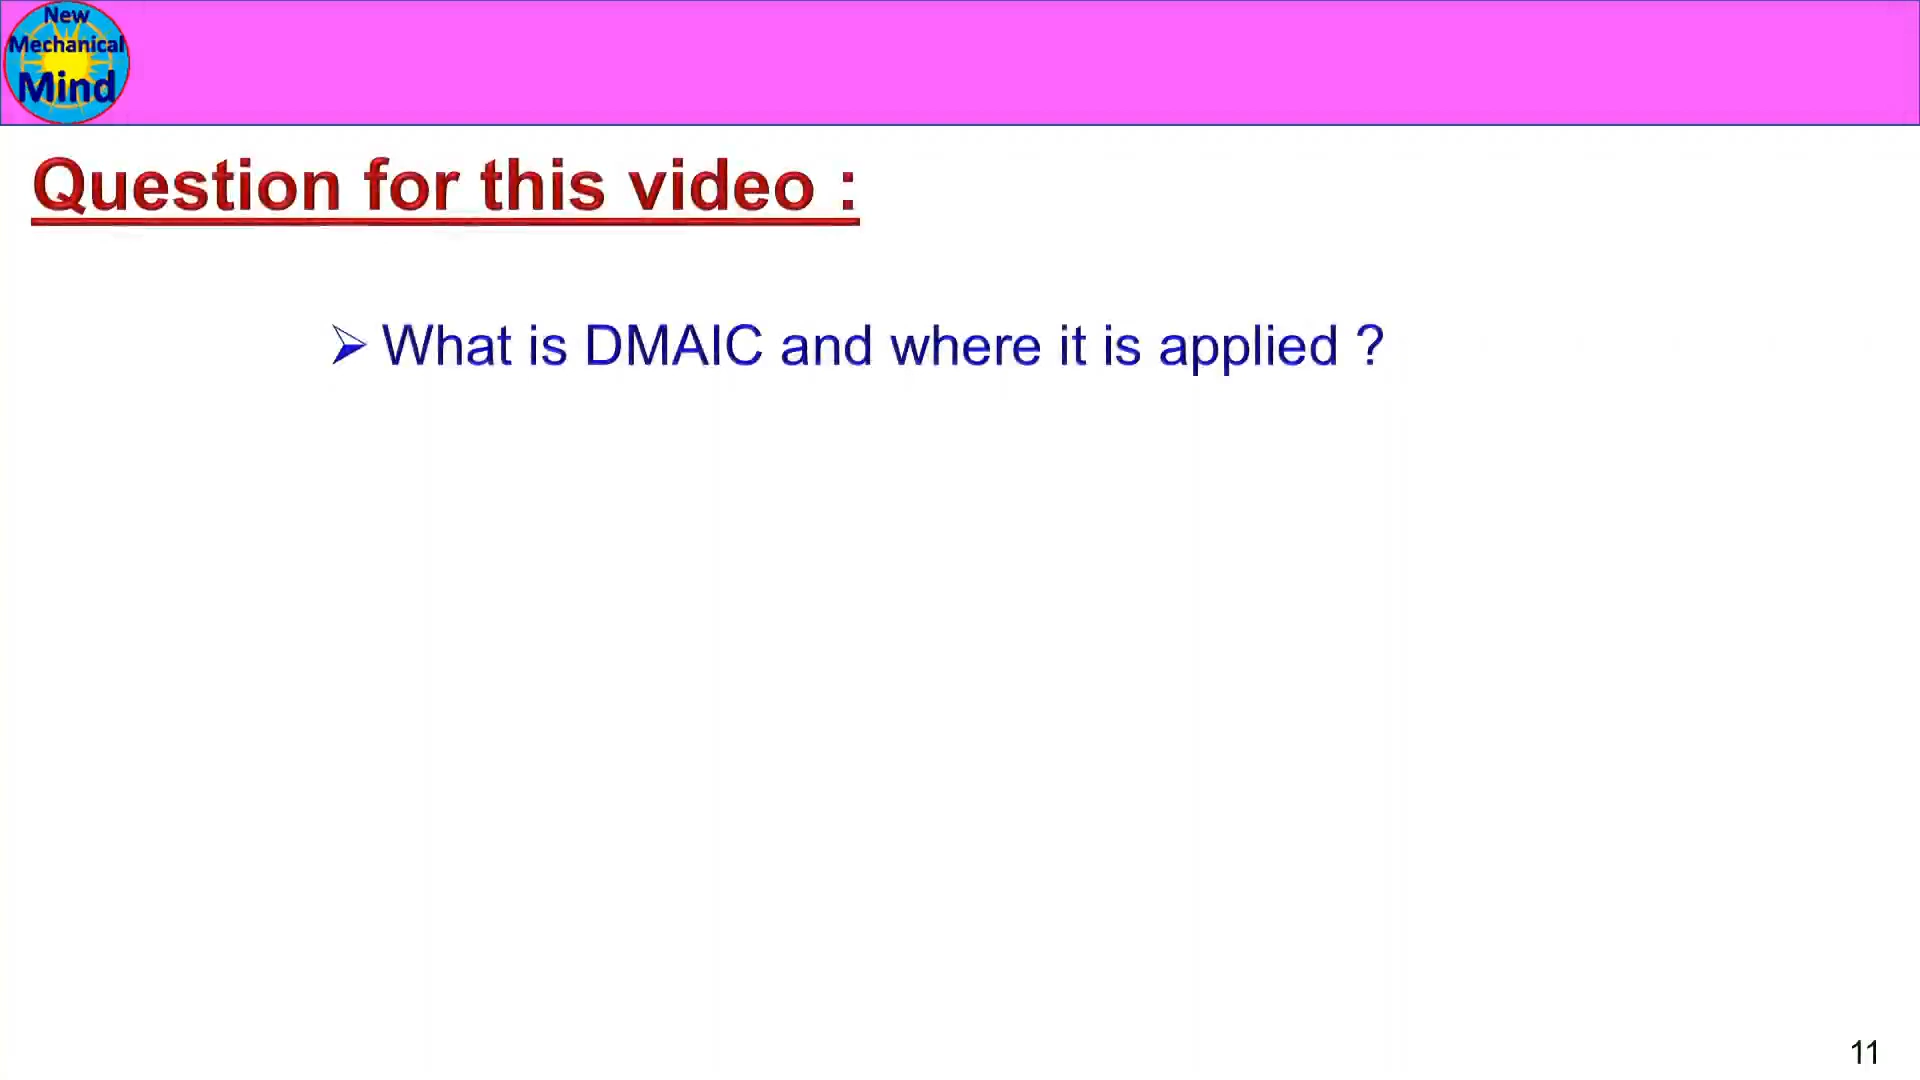 New
Mechanical
Mind
Question for this video :
➢ What is DMAIC and where it is applied ?
11